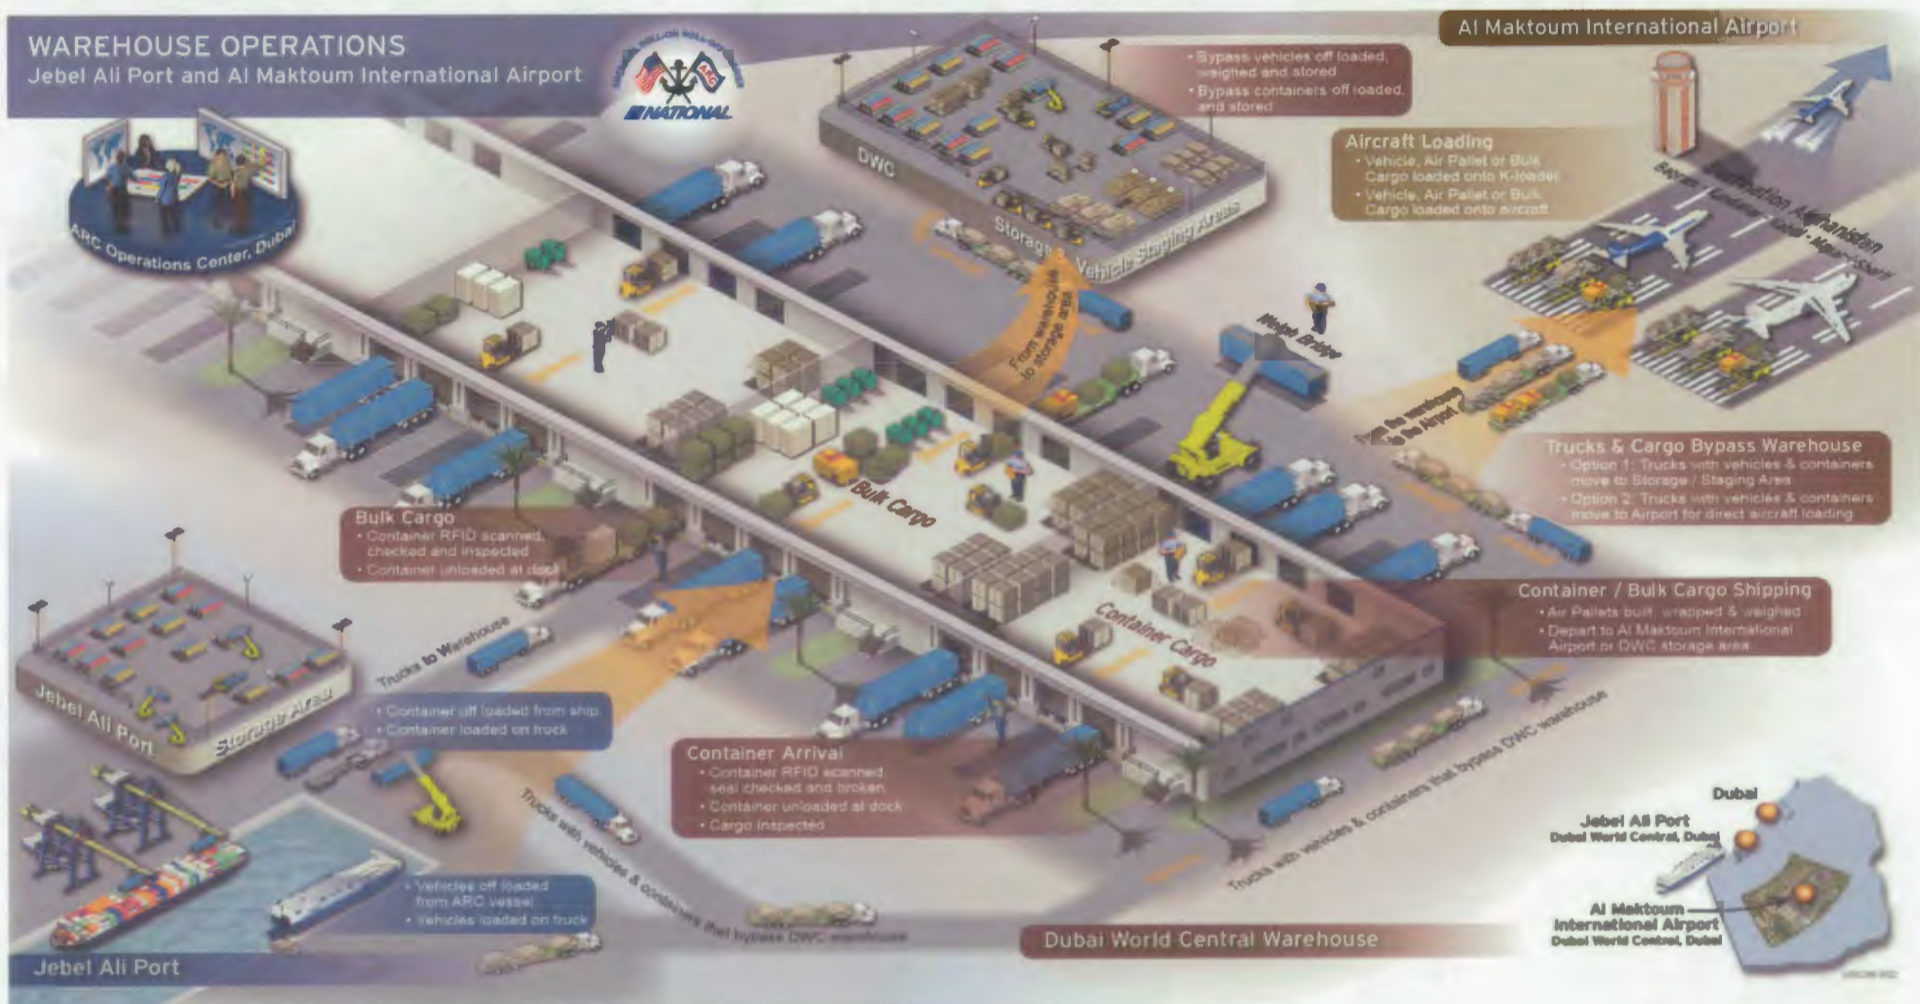 WAREHOUSE OPERATIONS
Jebel Ali Port and Al Maktoum International Airport
NATIONAL
ARC
ARC Operations Center, Dubai
DWC
Storage
Vehicle Staging Areas
• Bypass vehicles off loaded,
weighed and stored
• Bypass containers off loaded,
and stored
Al Maktoum International Airport
Aircraft Loading
• Vehicle, Air Pallet or Bulk
Cargo loaded onto K-loader
• Vehicle, Air Pallet or Bulk
Cargo loaded onto aircraft
Destination Afghanistan
From warehouse
to storage area
Weight Bridge
From the warehouse
to the Airport
Trucks & Cargo Bypass Warehouse
• Option 1: Trucks with vehicles & containers
move to Storage / Staging Area
• Option 2: Trucks with vehicles & containers
move to Airport for direct aircraft loading
Bulk Cargo
Bulk Cargo
• Container RFID scanned,
checked and inspected
• Container unloaded at dock
Container Cargo
Container / Bulk Cargo Shipping
• Air Pallets built, wrapped & weighed
• Depart to Al Maktoum International
Airport or DWC storage area
Trucks to Warehouse
Jebel Ali Port
Storage Area
• Container off loaded from ship
• Container loaded on truck
Container Arrival
• Container RFID scanned,
seal checked and broken
• Container unloaded at dock
• Cargo Inspected
Trucks with vehicles & containers that bypass DWC warehouse
Trucks with vehicles & containers that bypass DWC warehouse
• Vehicles off loaded
from ARC vessel
• Vehicles loaded on truck
Jebel Ali Port
Dubai World Central Warehouse
Dubai
Jebel Ali Port
Dubai World Central, Dubai
Al Maktoum
International Airport
Dubai World Central, Dubai